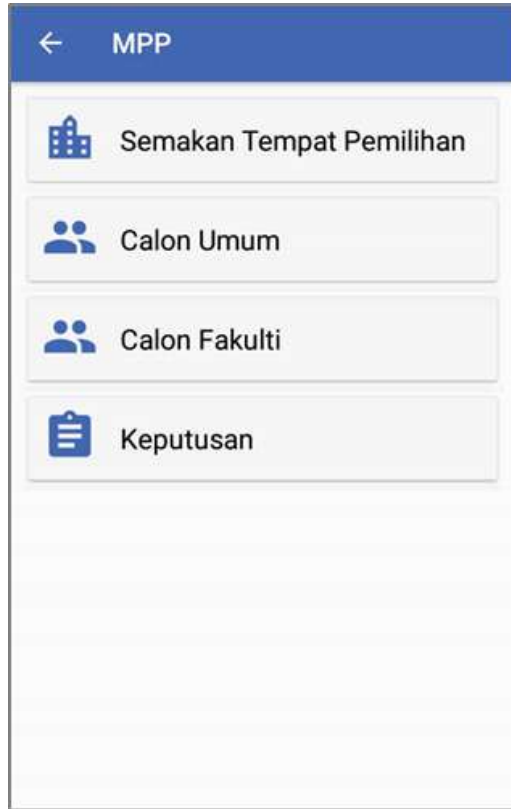 MPP
Semakan Tempat Pemilihan
Calon Umum
Calon Fakulti
Keputusan